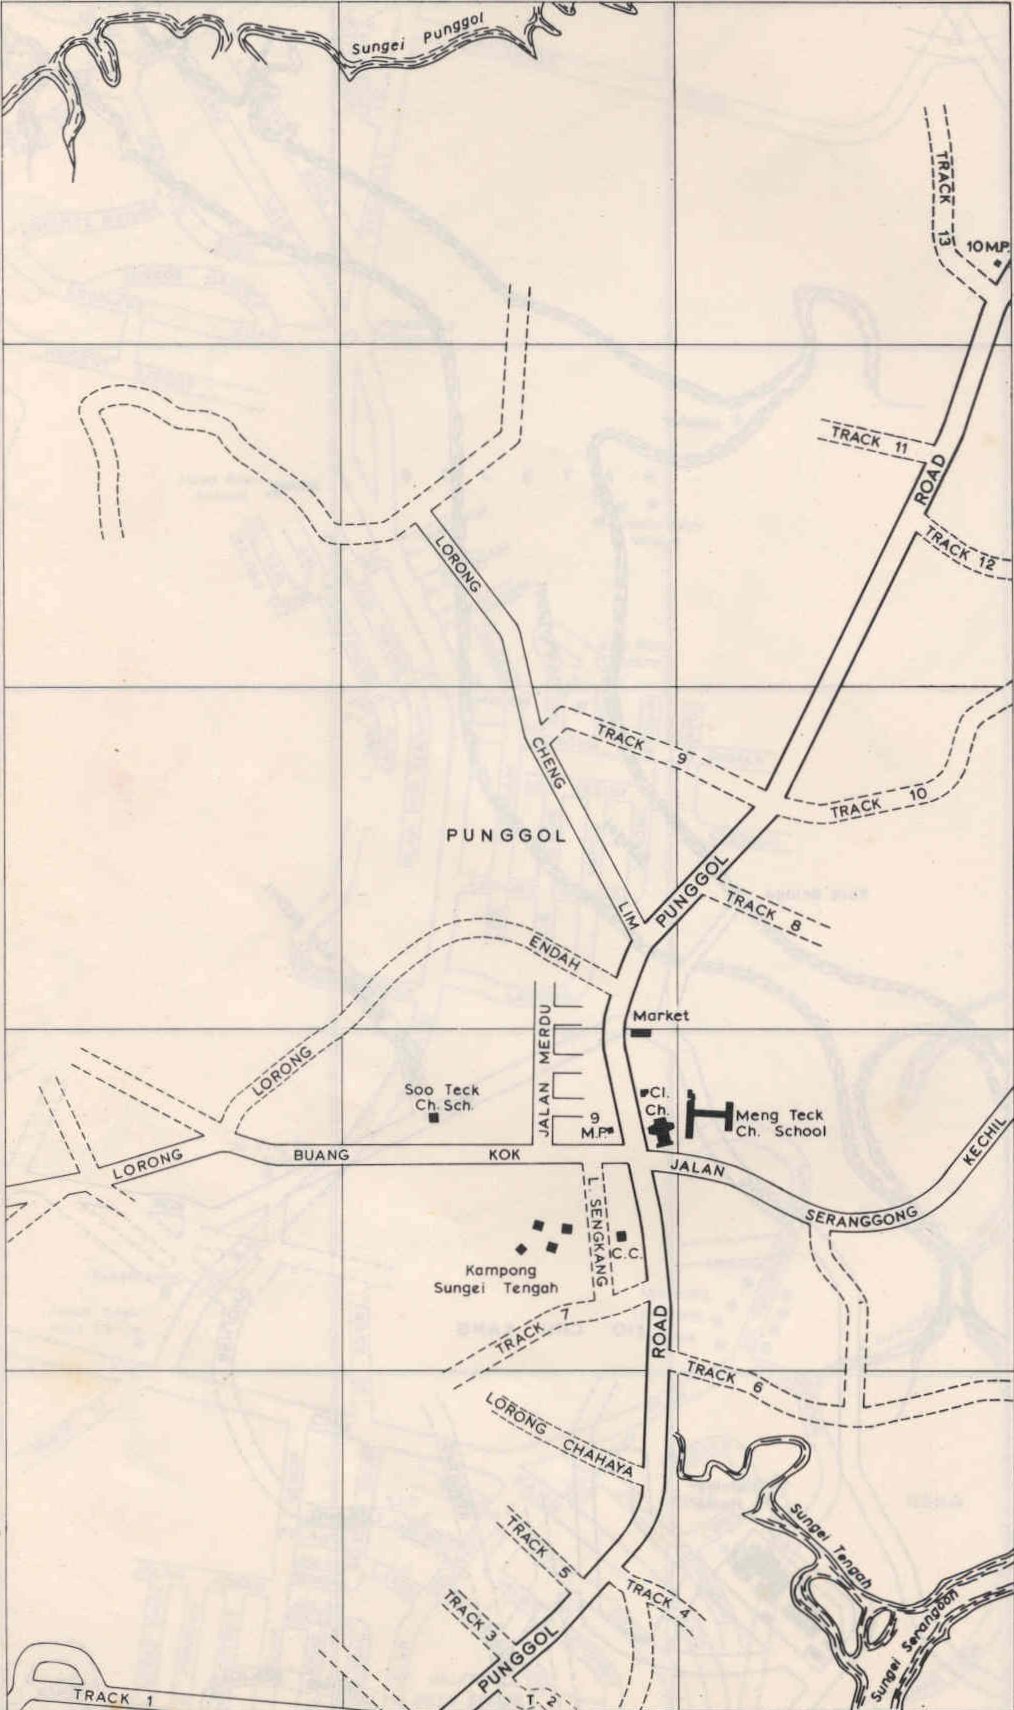 Sungei Punggol
TRACK 13
10 M.P.
TRACK 11
ROAD
TRACK 12
LORONG
CHENG
LIM
TRACK 9
TRACK 10
PUNGGOL
PUNGGOL
TRACK 8
ENDAH
LORONG
Market
JALAN MERDU
Soo Teck
Ch. Sch.
Cl.
Ch.
9
M.P.
Meng Teck
Ch. School
LORONG
BUANG
KOK
JALAN
SERANGGONG
KECHIL
L. SENGKANG
C.C.
Kampong
Sungei Tengah
TRACK 7
ROAD
TRACK 6
LORONG CHAHAYA
Sungei Tengah
TRACK 5
TRACK 4
TRACK 3
PUNGGOL
Sungei Serangoon
TRACK 1
T. 2